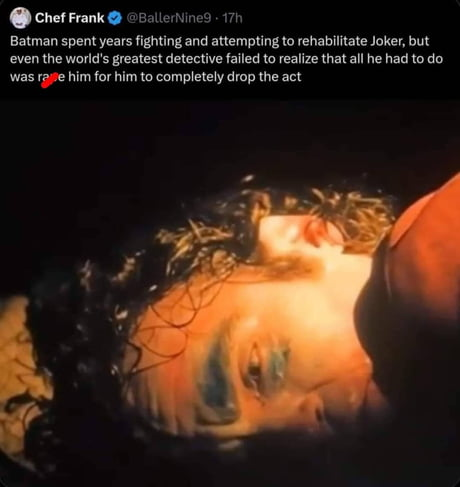 Chef Frank @BallerNine9 · 17h
Batman spent years fighting and attempting to rehabilitate Joker, but
even the world's greatest detective failed to realize that all he had to do
was ra e him for him to completely drop the act